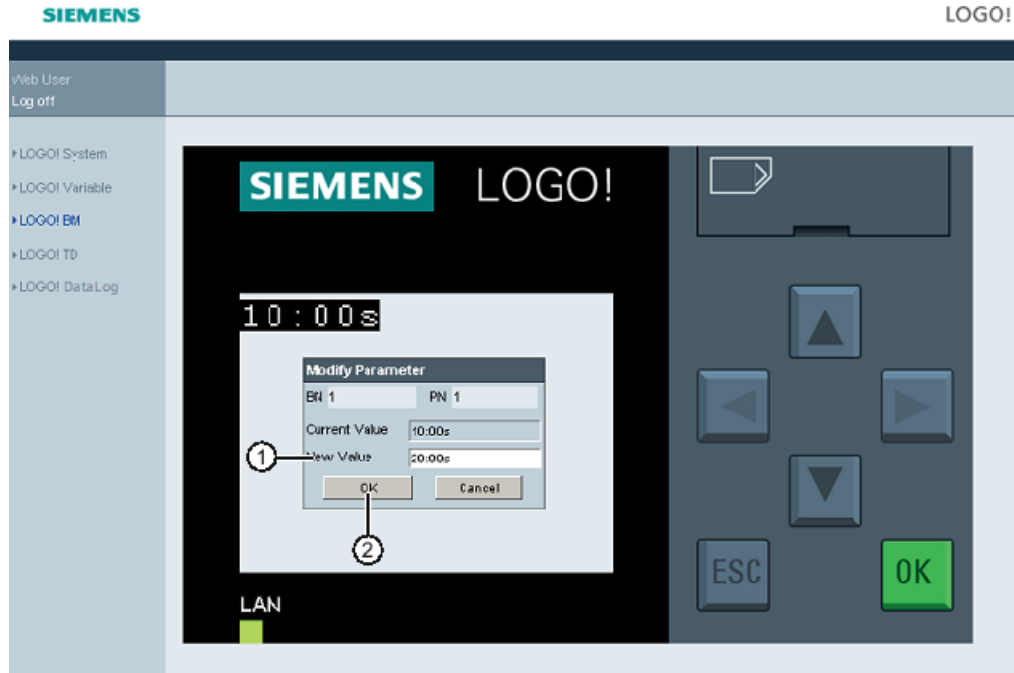 SIEMENS
LOGO!
Web User
Log off
LOGO! System
LOGO! Variable
LOGO! BM
LOGO! TD
LOGO! DataLog
SIEMENS LOGO!
10:00s
Modify Parameter
BN 1 PN 1
Current Value 10:00s
1 New Value 20:00s
OK Cancel
2
LAN
ESC OK